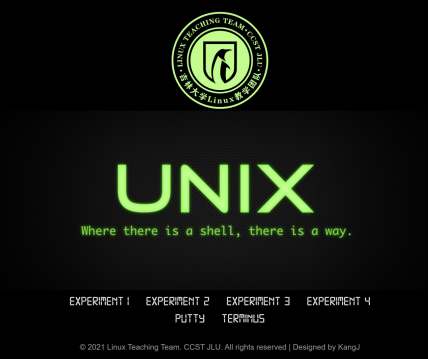 LINUX TEACHING TEAM·CCST JLU·
吉林大学Linux教学团队
UNIX
Where there is a shell, there is a way.
EXPERIMENT 1 EXPERIMENT 2 EXPERIMENT 3 EXPERIMENT 4
PUTTY TERMINUS
© 2021 Linux Teaching Team. CCST JLU. All rights reserved | Designed by KangJ